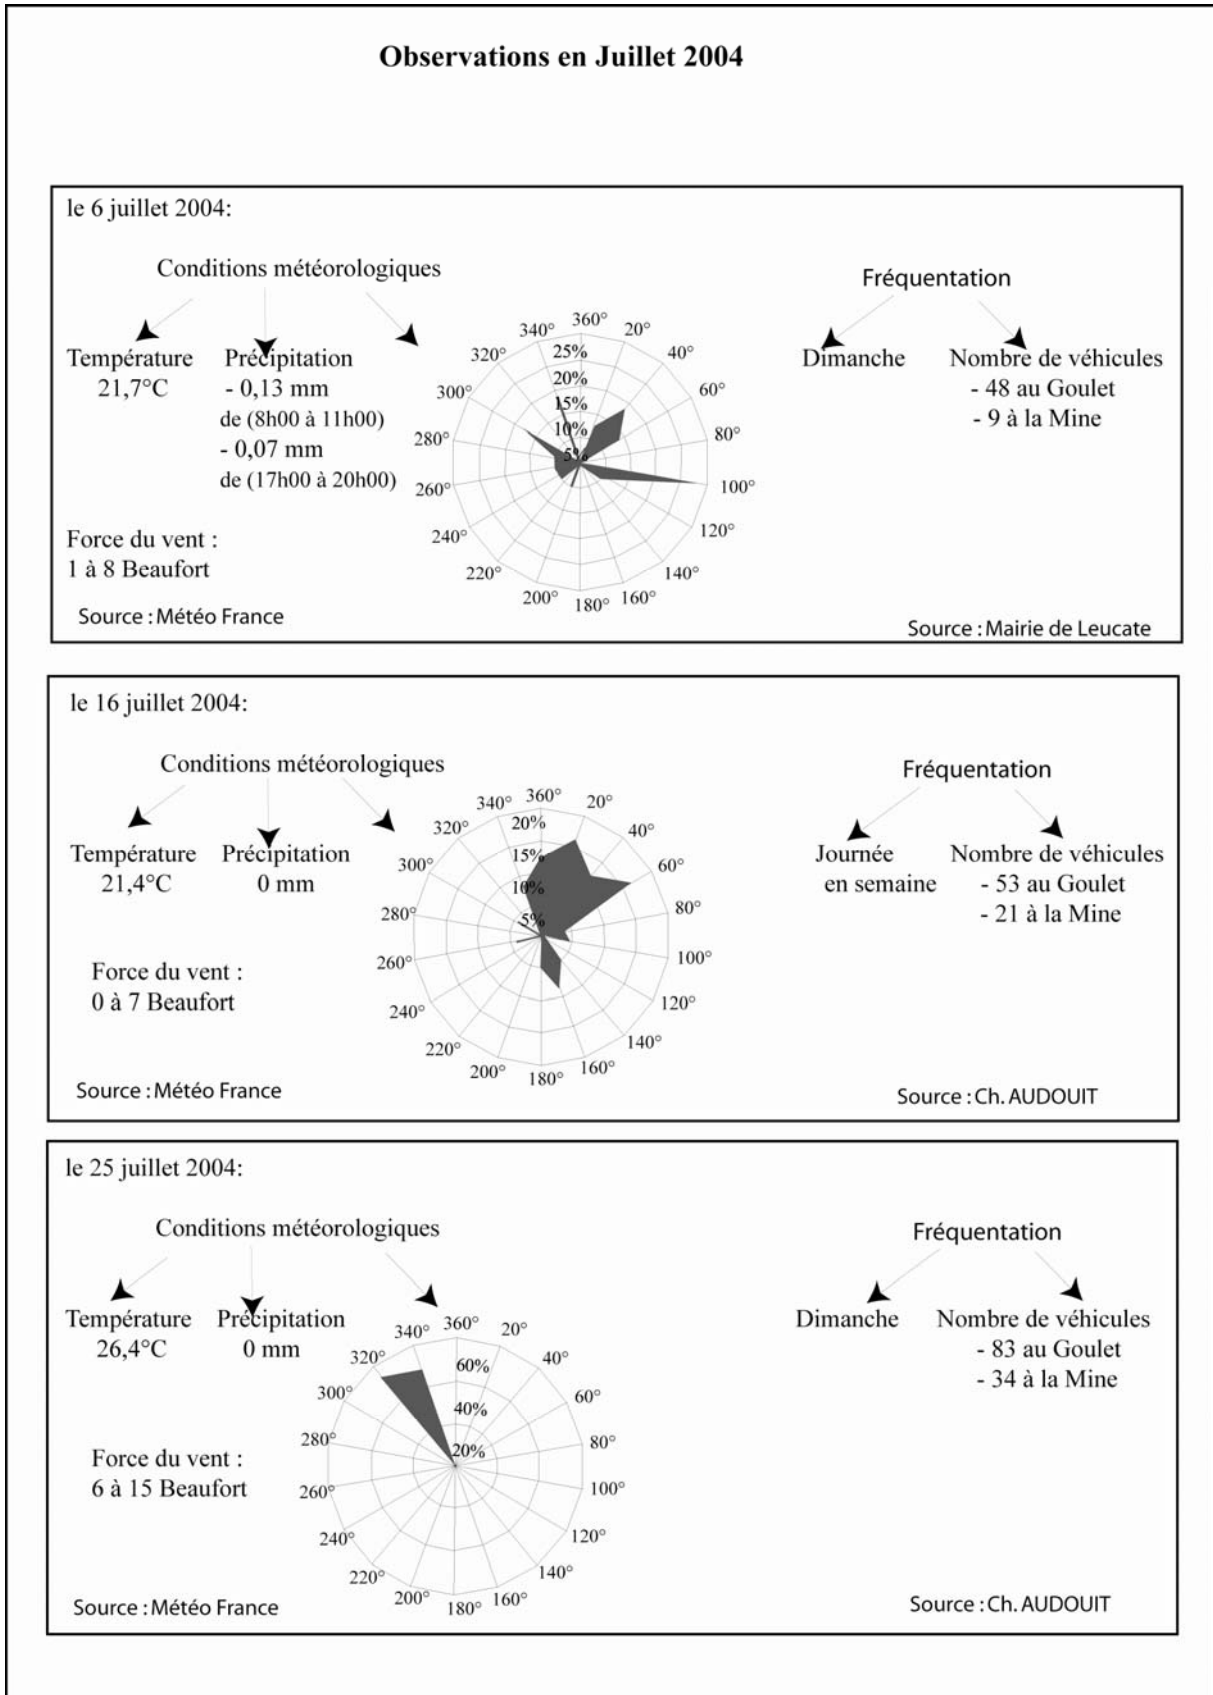 Observations en Juillet 2004
le 6 juillet 2004:
Conditions météorologiques
Fréquentation
Température
21,7°C
Précipitation
- 0,13 mm
de (8h00 à 11h00)
- 0,07 mm
de (17h00 à 20h00)
Force du vent :
1 à 8 Beaufort
360°
20°
40°
60°
80°
100°
120°
140°
160°
180°
200°
220°
240°
260°
280°
300°
320°
340°
25%
20%
15%
10%
5%
Dimanche
Nombre de véhicules
- 48 au Goulet
- 9 à la Mine
Source : Météo France
Source : Mairie de Leucate
le 16 juillet 2004:
Conditions météorologiques
Fréquentation
Température
21,4°C
Précipitation
0 mm
Force du vent :
0 à 7 Beaufort
360°
20°
40°
60°
80°
100°
120°
140°
160°
180°
200°
220°
240°
260°
280°
300°
320°
340°
20%
15%
10%
5%
Journée
en semaine
Nombre de véhicules
- 53 au Goulet
- 21 à la Mine
Source : Météo France
Source : Ch. AUDOUIT
le 25 juillet 2004:
Conditions météorologiques
Fréquentation
Température
26,4°C
Précipitation
0 mm
Force du vent :
6 à 15 Beaufort
360°
20°
40°
60°
80°
100°
120°
140°
160°
180°
200°
220°
240°
260°
280°
300°
320°
340°
60%
40%
20%
Dimanche
Nombre de véhicules
- 83 au Goulet
- 34 à la Mine
Source : Météo France
Source : Ch. AUDOUIT